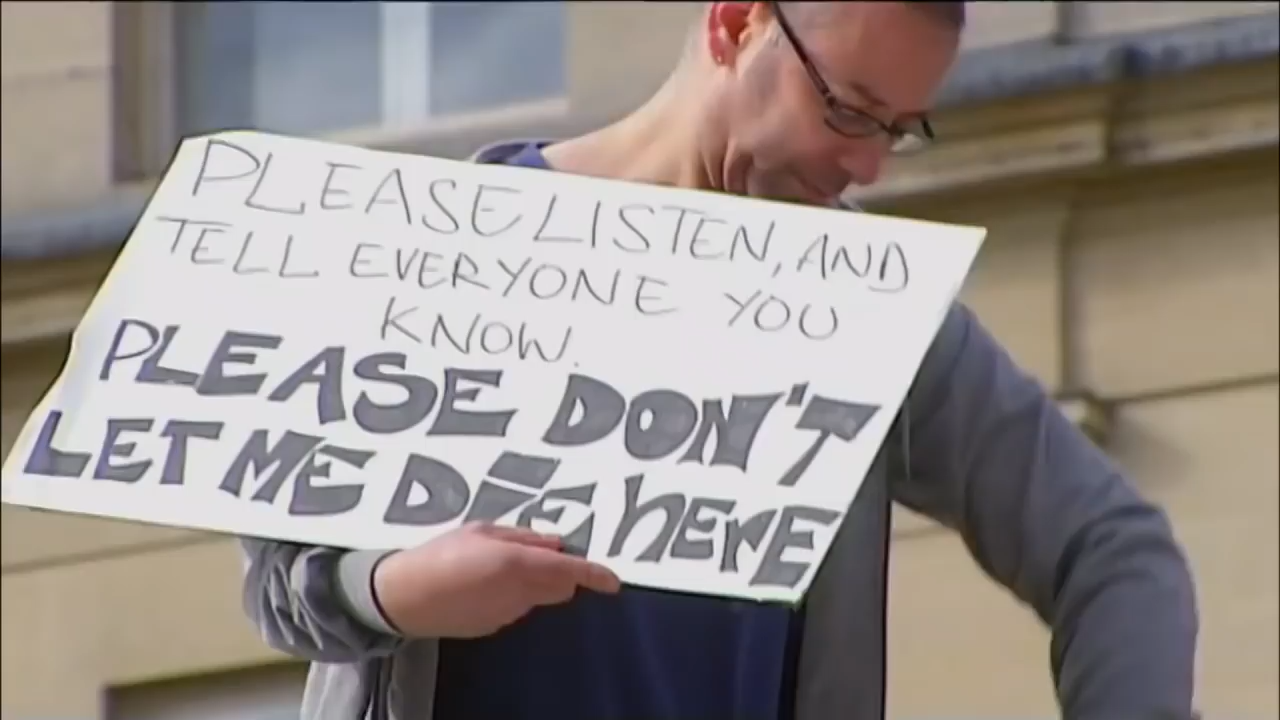 PLEASE LISTEN, AND
TELL EVERYONE YOU
KNOW.
PLEASE DON'T
LET ME DIE HERE